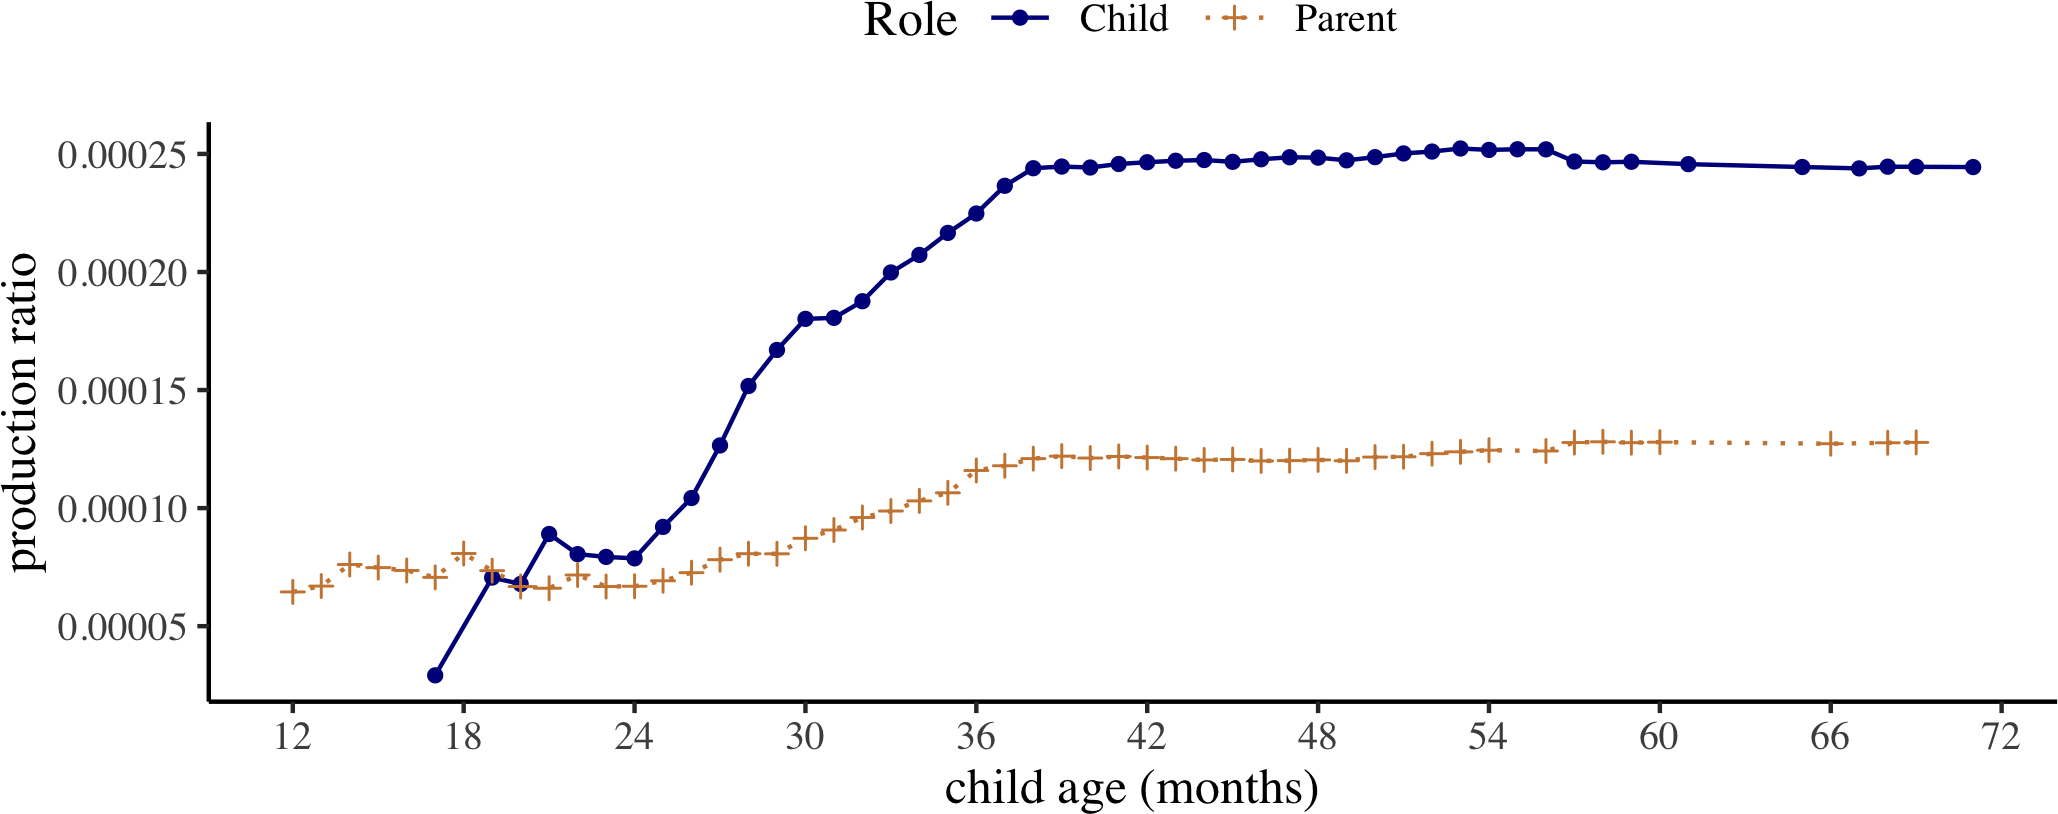 Role Child Parent
production ratio
0.00025
0.00020
0.00015
0.00010
0.00005
12 18 24 30 36 42 48 54 60 66 72
child age (months)